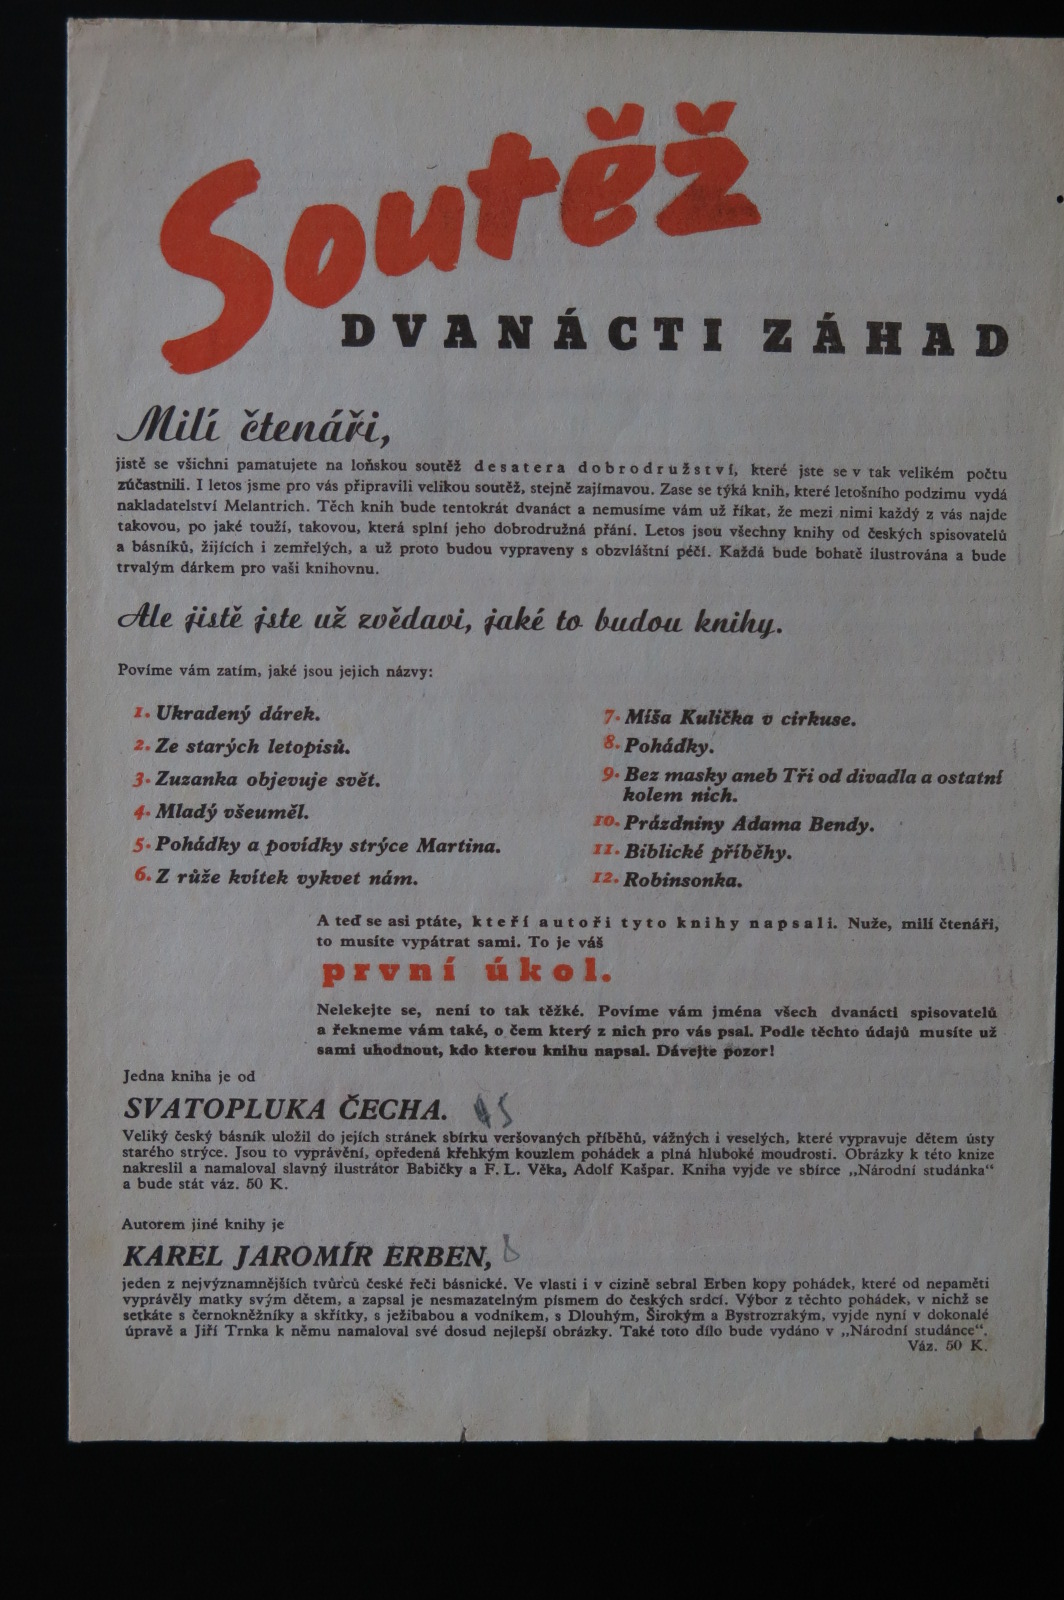 Soutěž
DVANÁCTI ZÁHAD
Milí čtenáři,
jistě se všichni pamatujete na loňskou soutěž desatera dobrodružství, které jste se v tak velikém počtu
zúčastnili. I letos jsme pro vás připravili velikou soutěž, stejně zajímavou. Zase se týká knih, které letošního podzimu vydá
nakladatelství Melantrich. Těch knih bude tentokrát dvanáct a nemusíme vám už říkat, že mezi nimi každý z vás najde
takovou, po jaké touží, takovou, která splní jeho dobrodružná přání. Letos jsou všechny knihy od českých spisovatelů
a básníků, žijících i zemřelých, a už proto budou vypraveny s obzvláštní péčí. Každá bude bohatě ilustrována a bude
trvalým dárkem pro vaši knihovnu.
Ale jistě jste už zvědavi, jaké to budou knihy.
Povíme vám zatím, jaké jsou jejich názvy:
1. Ukradený dárek.
2. Ze starých letopisů.
3. Zuzanka objevuje svět.
4. Mladý všeuměl.
5. Pohádky a povídky strýce Martina.
6. Z růže kvítek vykvet nám.
7. Míša Kulička v cirkuse.
8. Pohádky.
9. Bez masky aneb Tři od divadla a ostatní
kolem nich.
10. Prázdniny Adama Bendy.
11. Biblické příběhy.
12. Robinsonka.
A teď se asi ptáte, kteří autoři tyto knihy napsali. Nuže, milí čtenáři,
to musíte vypátrat sami. To je váš
první úkol.
Nelekejte se, není to tak těžké. Povíme vám jména všech dvanácti spisovatelů
a řekneme vám také, o čem který z nich pro vás psal. Podle těchto údajů musíte už
sami uhodnout, kdo kterou knihu napsal. Dávejte pozor!
Jedna kniha je od
SVATOPLUKA ČECHA. 5
Veliký český básník uložil do jejích stránek sbírku veršovaných příběhů, vážných i veselých, které vypravuje dětem ústy
starého strýce. Jsou to vyprávění, opředená křehkým kouzlem pohádek a plná hluboké moudrosti. Obrázky k této knize
nakreslil a namaloval slavný ilustrátor Babičky a F. L. Věka, Adolf Kašpar. Kniha vyjde ve sbírce „Národní studánka“
a bude stát váz. 50 K.
Autorem jiné knihy je
KAREL JAROMÍR ERBEN, 8
jeden z nejvýznamnějších tvůrců české řeči básnické. Ve vlasti i v cizině sebral Erben kopy pohádek, které od nepaměti
vyprávěly matky svým dětem, a zapsal je nesmazatelným písmem do českých srdcí. Výbor z těchto pohádek, v nichž se
setkáte s černokněžníky a skřítky, s ježibabou a vodníkem, s Dlouhým, Širokým a Bystrozrakým, vyjde nyní v dokonalé
úpravě a Jiří Trnka k němu namaloval své dosud nejlepší obrázky. Také toto dílo bude vydáno v „Národní studánce“.
Váz. 50 K.